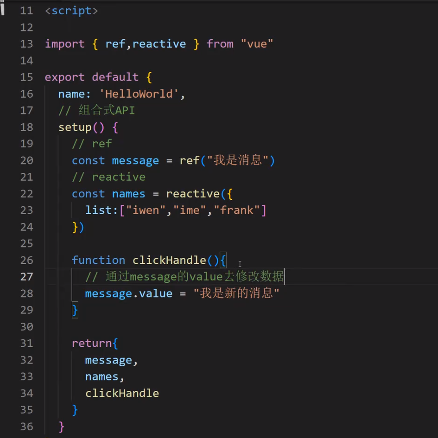 11 <script>
12
13 import { ref,reactive } from "vue"
14
15 export default {
16 name: 'HelloWorld',
17 // 组合式API
18 setup() {
19 // ref
20 const message = ref("我是消息")
21 // reactive
22 const names = reactive({
23 list:["iwen","ime","frank"]
24 })
25
26 function clickHandle(){
27 // 通过message的value去修改数据
28 message.value = "我是新的消息"
29 }
30
31 return{
32 message,
33 names,
34 clickHandle
35 }
36 }